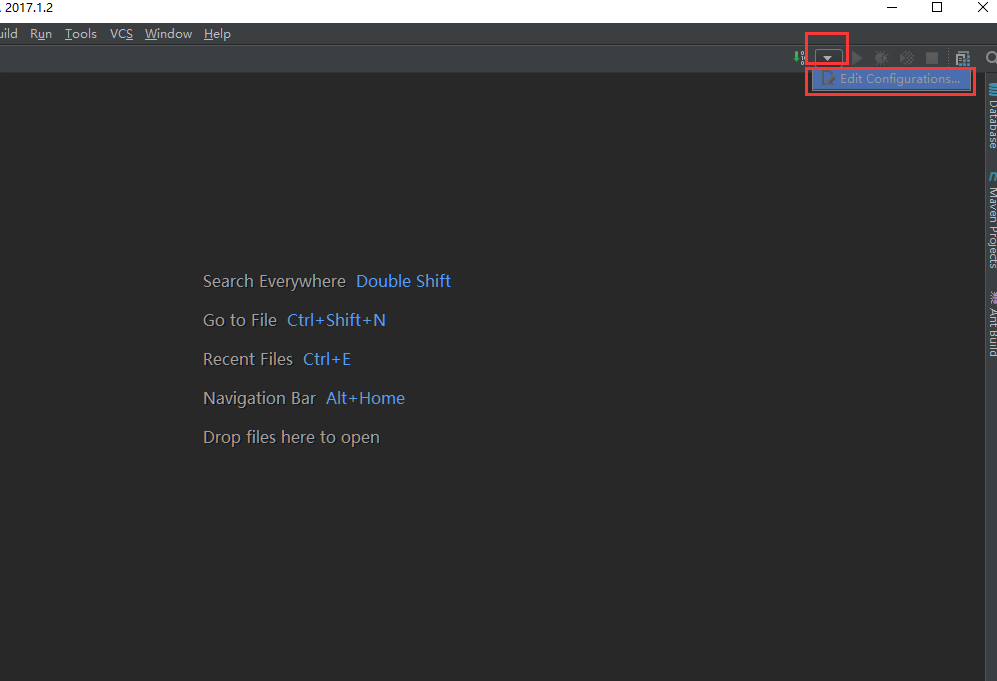 . 2017.1.2
uild Run Tools VCS Window Help
Edit Configurations...
Database
Maven Projects
Ant Build
Search Everywhere Double Shift
Go to File Ctrl+Shift+N
Recent Files Ctrl+E
Navigation Bar Alt+Home
Drop files here to open